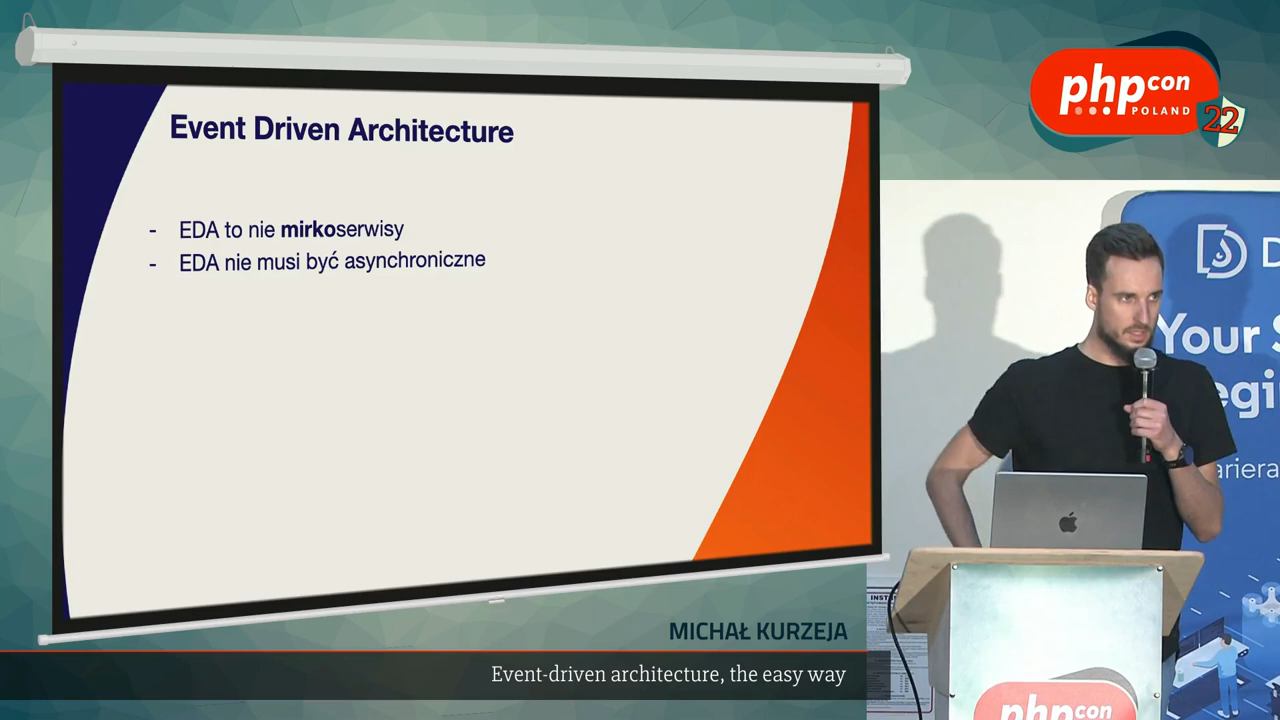 Event Driven Architecture
- EDA to nie mirkoserwisy
- EDA nie musi być asynchroniczne
php con
POLAND
22
D
Your S
egi
ariera
MICHAŁ KURZEJA
Event-driven architecture, the easy way
php con